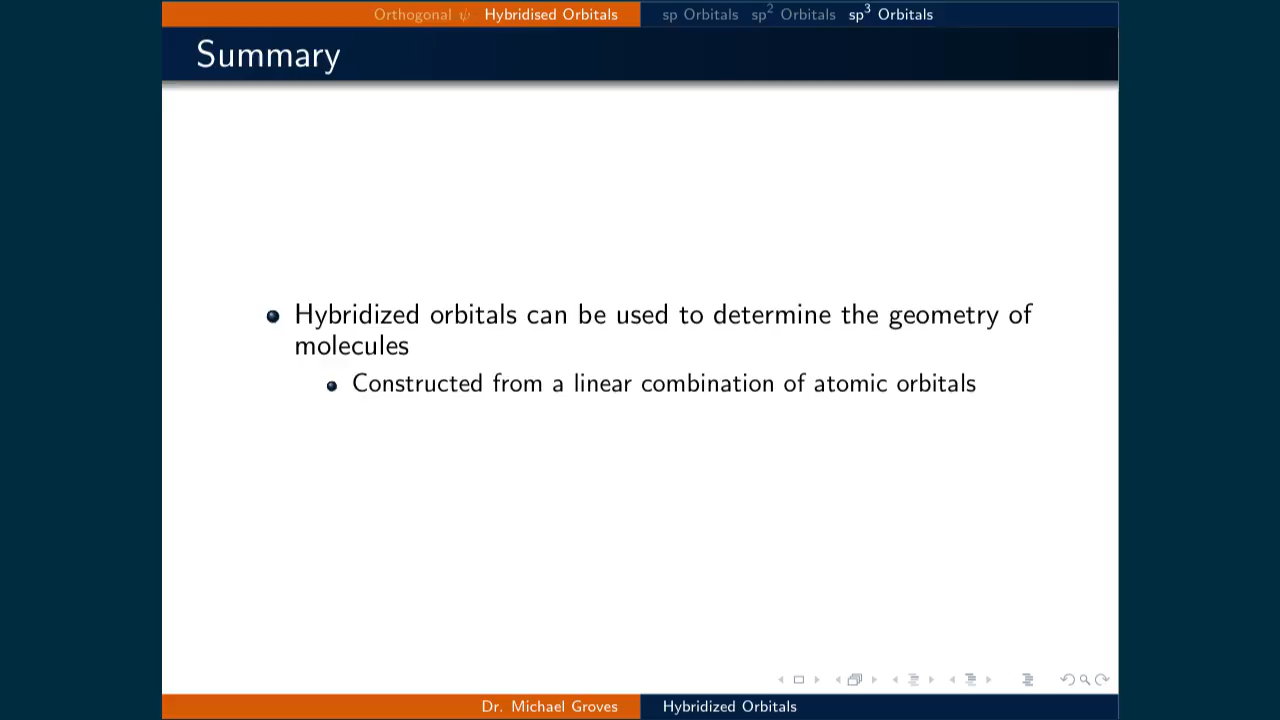 Orthogonal ψ Hybridised Orbitals sp Orbitals sp² Orbitals sp³ Orbitals
Summary
Hybridized orbitals can be used to determine the geometry of
molecules
Constructed from a linear combination of atomic orbitals
Dr. Michael Groves Hybridized Orbitals